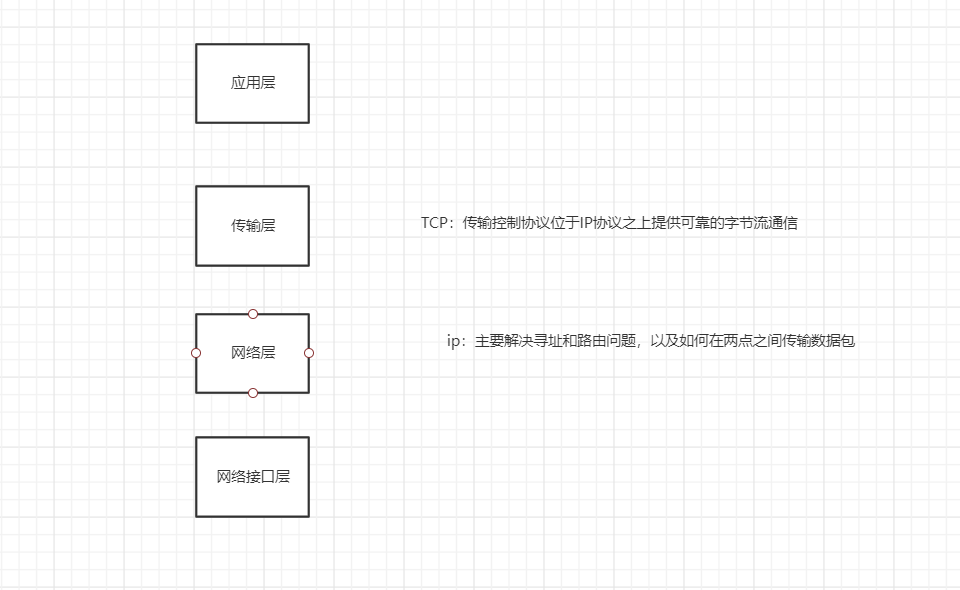 应用层
传输层
TCP：传输控制协议位于IP协议之上提供可靠的字节流通信
网络层
ip：主要解决寻址和路由问题，以及如何在两点之间传输数据包
网络接口层